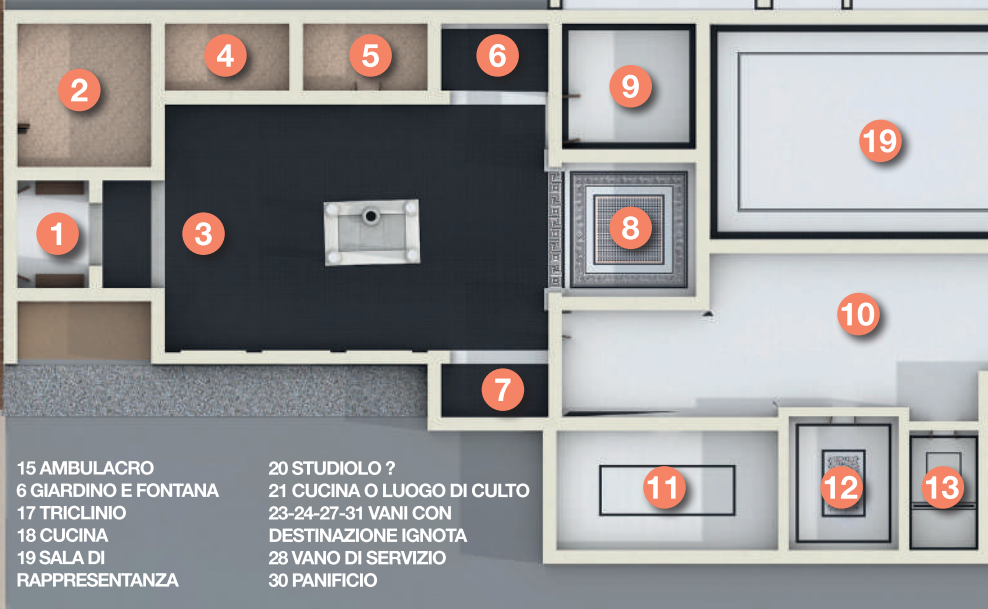 2
4
5
6
9
19
1
3
8
10
7
11
12
13
15 AMBULACRO
6 GIARDINO E FONTANA
17 TRICLINIO
18 CUCINA
19 SALA DI
RAPPRESENTANZA
20 STUDIOLO ?
21 CUCINA O LUOGO DI CULTO
23-24-27-31 VANI CON
DESTINAZIONE IGNOTA
28 VANO DI SERVIZIO
30 PANIFICIO